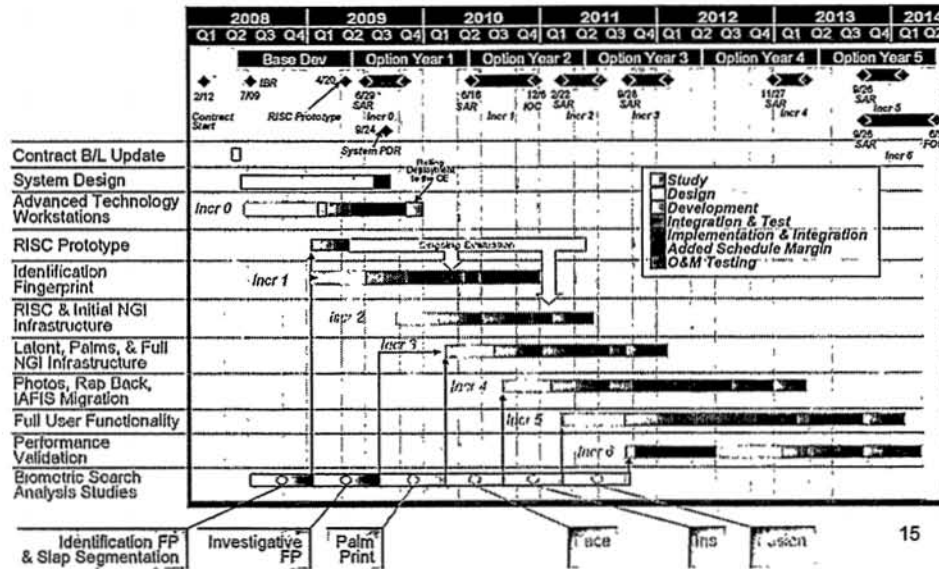 2008 2009 2010 2011 2012 2013 2014
Q1 Q2 Q3 Q4 Q1 Q2 Q3 Q4 Q1 Q2 Q3 Q4 Q1 Q2 Q3 Q4 Q1 Q2 Q3 Q4 Q1 Q2 Q3 Q4 Q1 Q2
Base Dev Option Year 1 Option Year 2 Option Year 3 Option Year 4 Option Year 5
2/12
Contract Start
7/09
IBR
4/20
RISC Prototype
6/29
SAR
Incr 0
9/24
System PDR
6/16
SAR
Incr 1
12/6
IOC
2/22
SAR
Incr 2
9/28
SAR
Incr 3
11/27
SAR
Incr 4
9/26
SAR
Incr 5
9/26
SAR
Incr 6
Contract B/L Update
System Design
Advanced Technology
Workstations
Incr 0
Deployment
to the CE
RISC Prototype
Ongoing Evaluation
Identification
Fingerprint
Incr 1
RISC & Initial NGI
Infrastructure
Incr 2
Latent, Palms, & Full
NGI Infrastructure
Incr 3
Photos, Rap Back,
IAFIS Migration
Incr 4
Full User Functionality
Incr 5
Performance
Validation
Incr 6
Biometric Search
Analysis Studies
Study
Design
Development
Integration & Test
Implementation & Integration
Added Schedule Margin
O&M Testing
Identification FP
& Slap Segmentation
Investigative
FP
Palm
Print
Face
Iris
Fusion
15